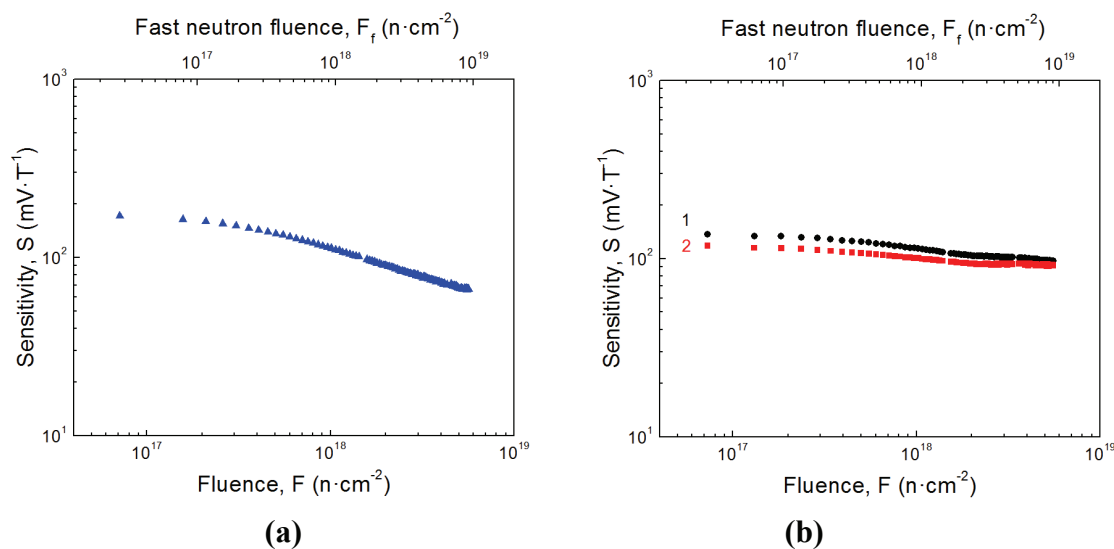 Fast neutron fluence, F_f (n·cm⁻²)
10¹⁷ 10¹⁸ 10¹⁹
10³
10²
10¹
Sensitivity, S (mV·T⁻¹)
10¹⁷ 10¹⁸ 10¹⁹
Fluence, F (n·cm⁻²)
(a)
Fast neutron fluence, F_f (n·cm⁻²)
10¹⁷ 10¹⁸ 10¹⁹
10³
10²
10¹
Sensitivity, S (mV·T⁻¹)
1
2
10¹⁷ 10¹⁸ 10¹⁹
Fluence, F (n·cm⁻²)
(b)